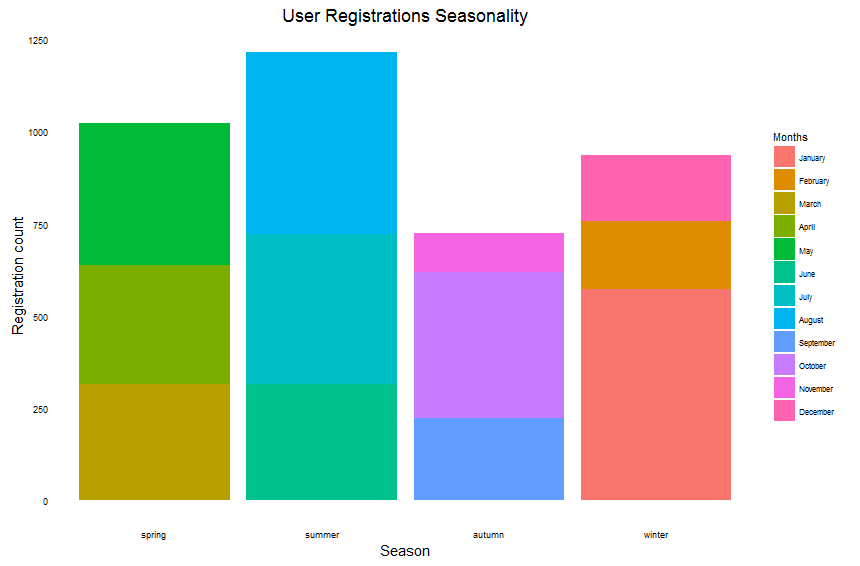 User Registrations Seasonality
1250
1000
750
500
250
0
Registration count
spring
summer
autumn
winter
Season
Months
January
February
March
April
May
June
July
August
September
October
November
December